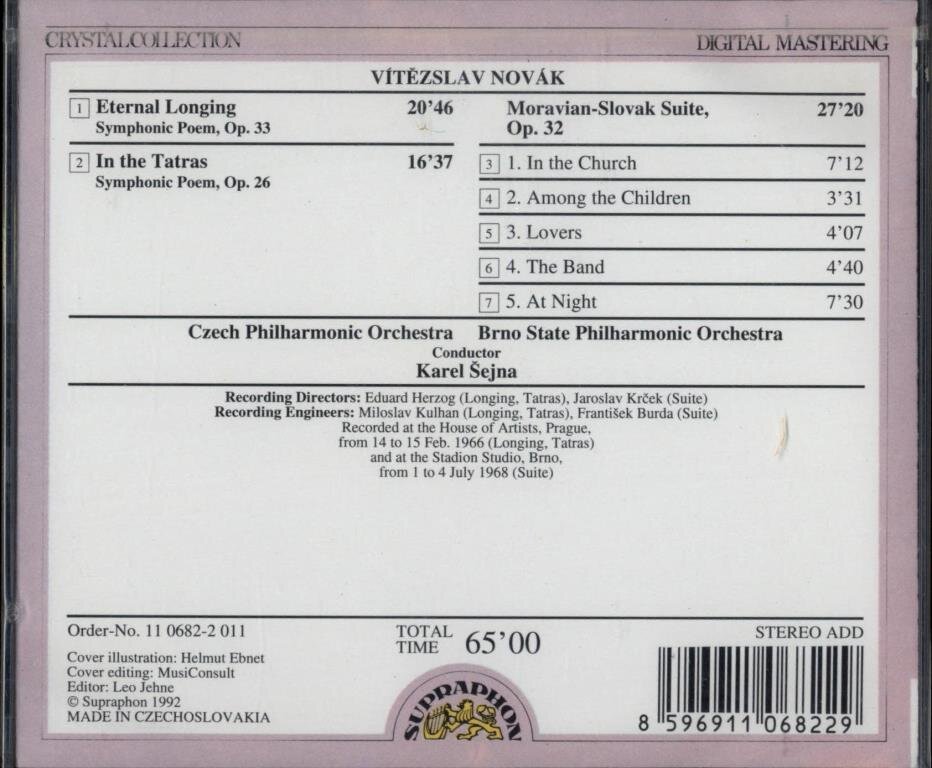 CRYSTALCOLLECTION
DIGITAL MASTERING
VÍTĚZSLAV NOVÁK
1 Eternal Longing 20'46
Symphonic Poem, Op. 33
2 In the Tatras 16'37
Symphonic Poem, Op. 26
Moravian-Slovak Suite, 27'20
Op. 32
3 1. In the Church 7'12
4 2. Among the Children 3'31
5 3. Lovers 4'07
6 4. The Band 4'40
7 5. At Night 7'30
Czech Philharmonic Orchestra Brno State Philharmonic Orchestra
Conductor
Karel Šejna
Recording Directors: Eduard Herzog (Longing, Tatras), Jaroslav Krček (Suite)
Recording Engineers: Miloslav Kulhan (Longing, Tatras), František Burda (Suite)
Recorded at the House of Artists, Prague,
from 14 to 15 Feb. 1966 (Longing, Tatras)
and at the Stadion Studio, Brno,
from 1 to 4 July 1968 (Suite)
Order-No. 11 0682-2 011
Cover illustration: Helmut Ebnet
Cover editing: MusiConsult
Editor: Leo Jehne
© Supraphon 1992
MADE IN CZECHOSLOVAKIA
TOTAL
TIME 65'00
SUPRAPHON
STEREO ADD
8 596911 068229